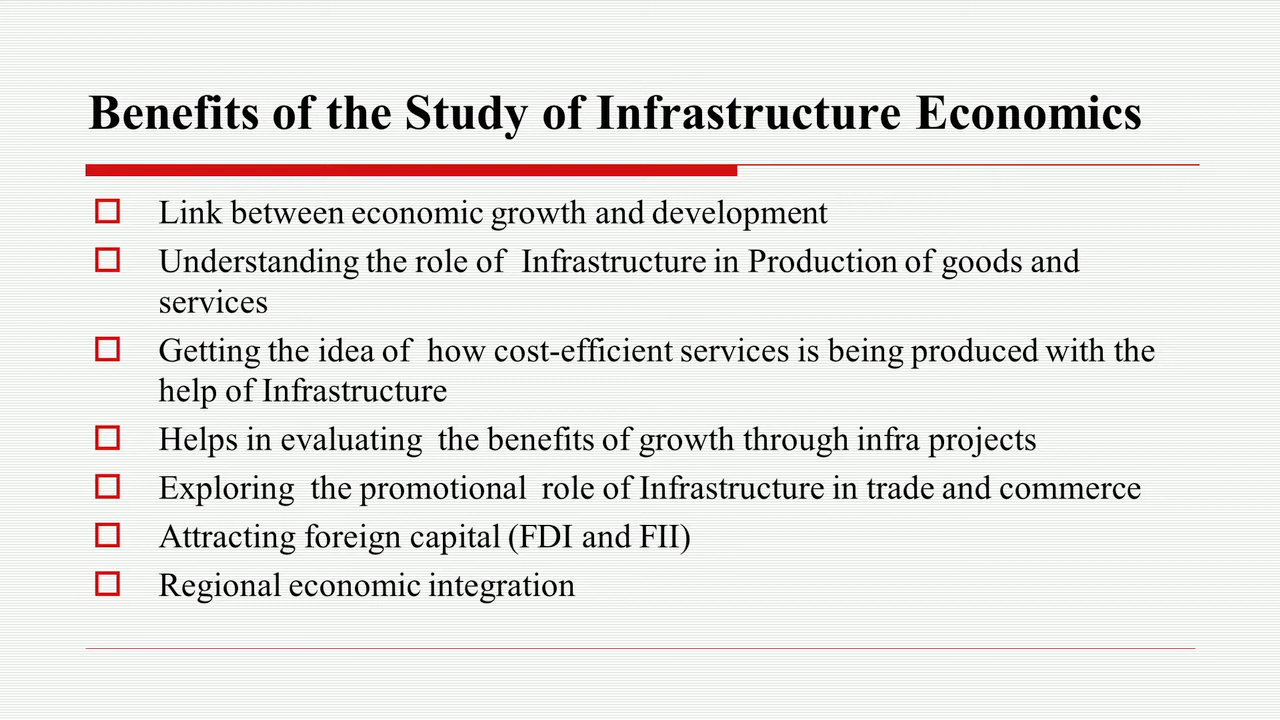 Benefits of the Study of Infrastructure Economics
Link between economic growth and development
Understanding the role of  Infrastructure in Production of goods and
services
Getting the idea of  how cost-efficient services is being produced with the
help of Infrastructure
Helps in evaluating  the benefits of growth through infra projects
Exploring  the promotional  role of Infrastructure in trade and commerce
Attracting foreign capital (FDI and FII)
Regional economic integration